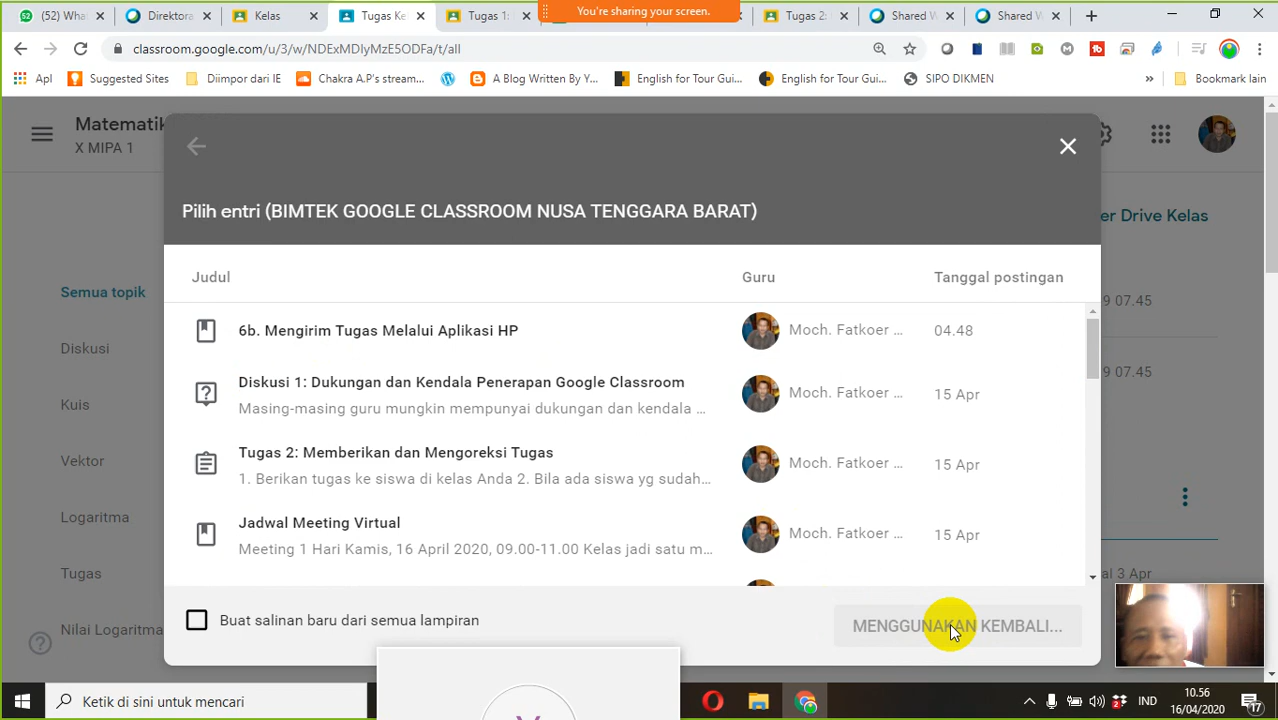 (52) What
Direktora
Kelas
Tugas Ke
Tugas 1:
You're sharing your screen.
Tugas 2:
Shared W
Shared W
classroom.google.com/u/3/w/NDExMDIyMzE5ODFa/t/all
Apl
Suggested Sites
Diimpor dari IE
Chakra A.P's stream...
A Blog Written By Y...
English for Tour Gui...
English for Tour Gui...
SIPO DIKMEN
»
Bookmark lain
Matematik
X MIPA 1
er Drive Kelas
Pilih entri (BIMTEK GOOGLE CLASSROOM NUSA TENGGARA BARAT)
Judul
Guru
Tanggal postingan
6b. Mengirim Tugas Melalui Aplikasi HP
Moch. Fatkoer ...
04.48
Diskusi 1: Dukungan dan Kendala Penerapan Google Classroom
Masing-masing guru mungkin mempunyai dukungan dan kendala ...
Moch. Fatkoer ...
15 Apr
Tugas 2: Memberikan dan Mengoreksi Tugas
1. Berikan tugas ke siswa di kelas Anda 2. Bila ada siswa yg sudah...
Moch. Fatkoer ...
15 Apr
Jadwal Meeting Virtual
Meeting 1 Hari Kamis, 16 April 2020, 09.00-11.00 Kelas jadi satu m...
Moch. Fatkoer ...
15 Apr
Semua topik
Diskusi
Kuis
Vektor
Logaritma
Tugas
Nilai Logaritma
9 07.45
9 07.45
al 3 Apr
Buat salinan baru dari semua lampiran
MENGGUNAKAN KEMBALI...
Ketik di sini untuk mencari
IND
10.56
16/04/2020
17